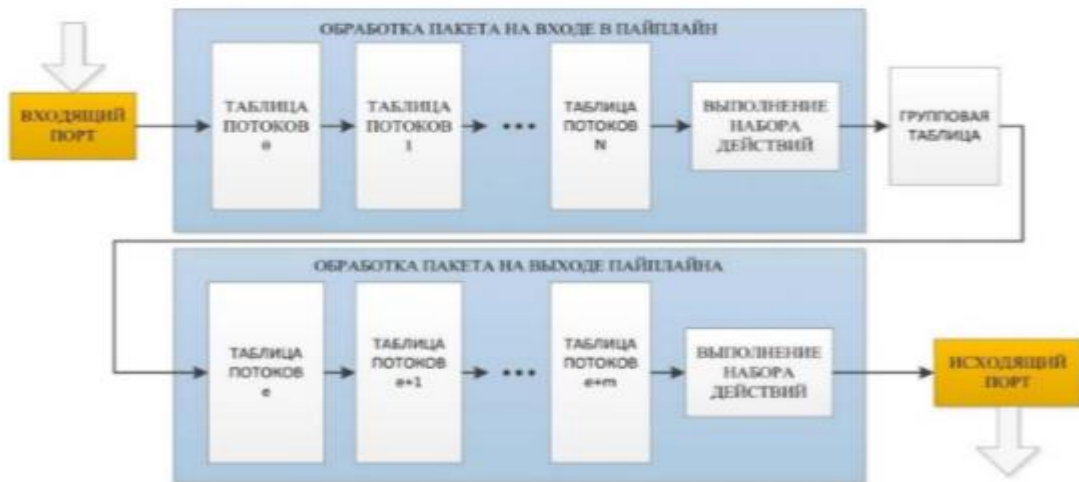 ОБРАБОТКА ПАКЕТА НА ВХОДЕ В ПАЙПЛАЙН
ВХОДЯЩИЙ
ПОРТ
ТАБЛИЦА
ПОТОКОВ
0
ТАБЛИЦА
ПОТОКОВ
1
•••
ТАБЛИЦА
ПОТОКОВ
N
ВЫПОЛНЕНИЕ
НАБОРА
ДЕЙСТВИЙ
ГРУППОВАЯ
ТАБЛИЦА
ОБРАБОТКА ПАКЕТА НА ВЫХОДЕ ПАЙПЛАЙНА
ТАБЛИЦА
ПОТОКОВ
e
ТАБЛИЦА
ПОТОКОВ
e+1
•••
ТАБЛИЦА
ПОТОКОВ
e+m
ВЫПОЛНЕНИЕ
НАБОРА
ДЕЙСТВИЙ
ИСХОДЯЩИЙ
ПОРТ